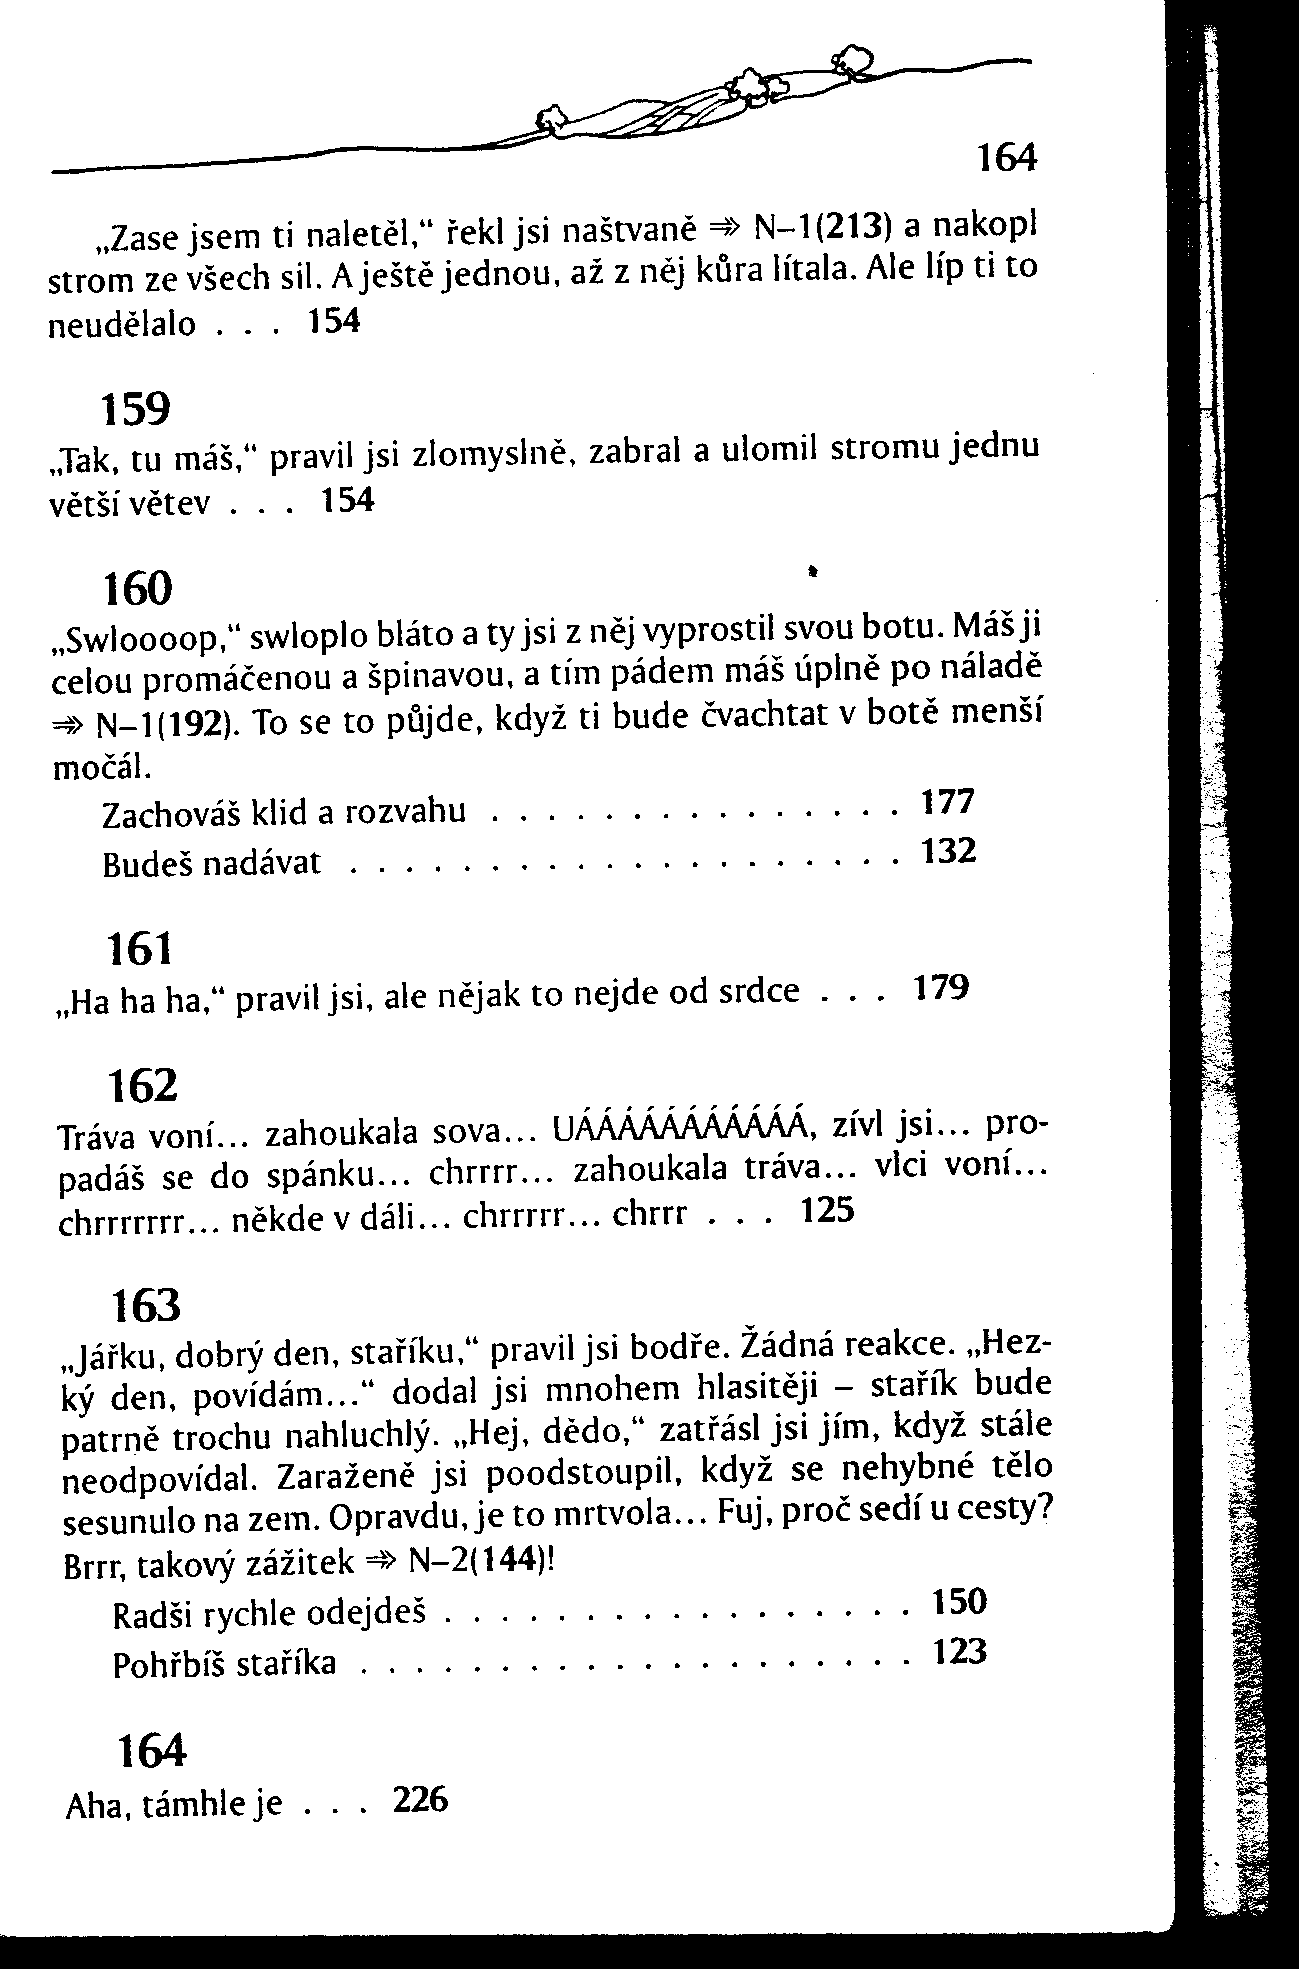 164
„Zase jsem ti naletěl,“ řekl jsi naštvaně ⇒ N–1(213) a nakopl
strom ze všech sil. A ještě jednou, až z něj kůra lítala. Ale líp ti to
neudělalo . . . 154
159
„Tak, tu máš,“ pravil jsi zlomyslně, zabral a ulomil stromu jednu
větší větev . . . 154
160
„Swloooop,“ swloplo bláto a ty jsi z něj vyprostil svou botu. Máš ji
celou promáčenou a špinavou, a tím pádem máš úplně po náladě
⇒ N–1(192). To se to půjde, když ti bude čvachtat v botě menší
močál.
Zachováš klid a rozvahu . . . . . . . . . . . . . . . 177
Budeš nadávat . . . . . . . . . . . . . . . . . . . . 132
161
„Ha ha ha,“ pravil jsi, ale nějak to nejde od srdce . . . 179
162
Tráva voní... zahoukala sova... UÁÁÁÁÁÁÁÁÁÁ, zívl jsi... pro-
padáš se do spánku... chrrrr... zahoukala tráva... vlci voní...
chrrrrrrr... někde v dáli... chrrrrr... chrrr . . . 125
163
„Jářku, dobrý den, staříku,“ pravil jsi bodře. Žádná reakce. „Hez-
ký den, povídám...“ dodal jsi mnohem hlasitěji – stařík bude
patrně trochu nahluchlý. „Hej, dědo,“ zatřásl jsi jím, když stále
neodpovídal. Zaraženě jsi poodstoupil, když se nehybné tělo
sesunulo na zem. Opravdu, je to mrtvola... Fuj, proč sedí u cesty?
Brrr, takový zážitek ⇒ N–2(144)!
Radši rychle odejdeš . . . . . . . . . . . . . . . . . 150
Pohřbíš staříka . . . . . . . . . . . . . . . . . . . . 123
164
Aha, támhle je . . . 226